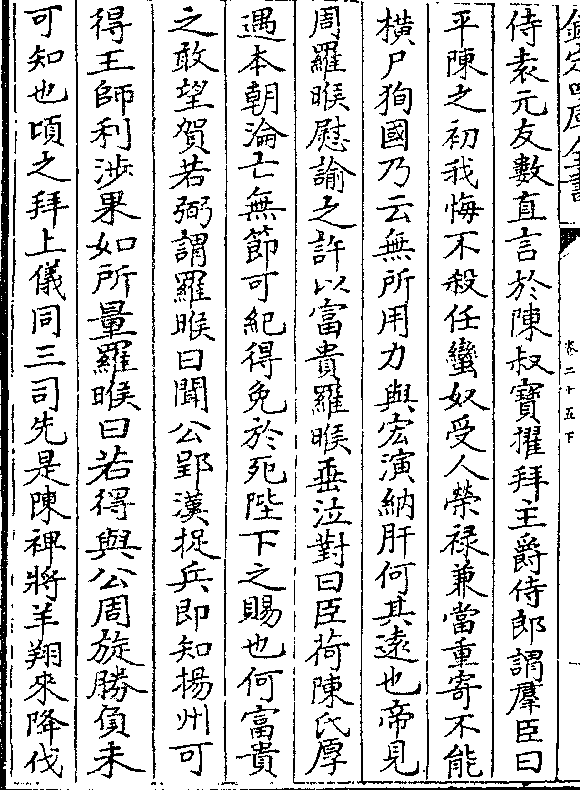 欽定四庫全書
卷二十五下
侍袁元友數直言於陳叔寶擢拜主爵侍郎謂羣臣曰
平陳之初我悔不殺任蠻奴受人榮禄兼當重寄不能
橫尸狥國乃云無所用力與宏演納肝何其遠也帝見
周羅㬋慰諭之許以富貴羅㬋垂泣對曰臣荷陳氏厚
遇本朝淪亡無節可紀得免於死陛下之賜也何富貴
之敢望賀若弼謂羅㬋曰聞公郢漢捉兵即知揚州可
得王師利涉果如所量羅㬋曰若得與公周旋勝負未
可知也頃之拜上儀同三司先是陳裨將羊翔來降伐